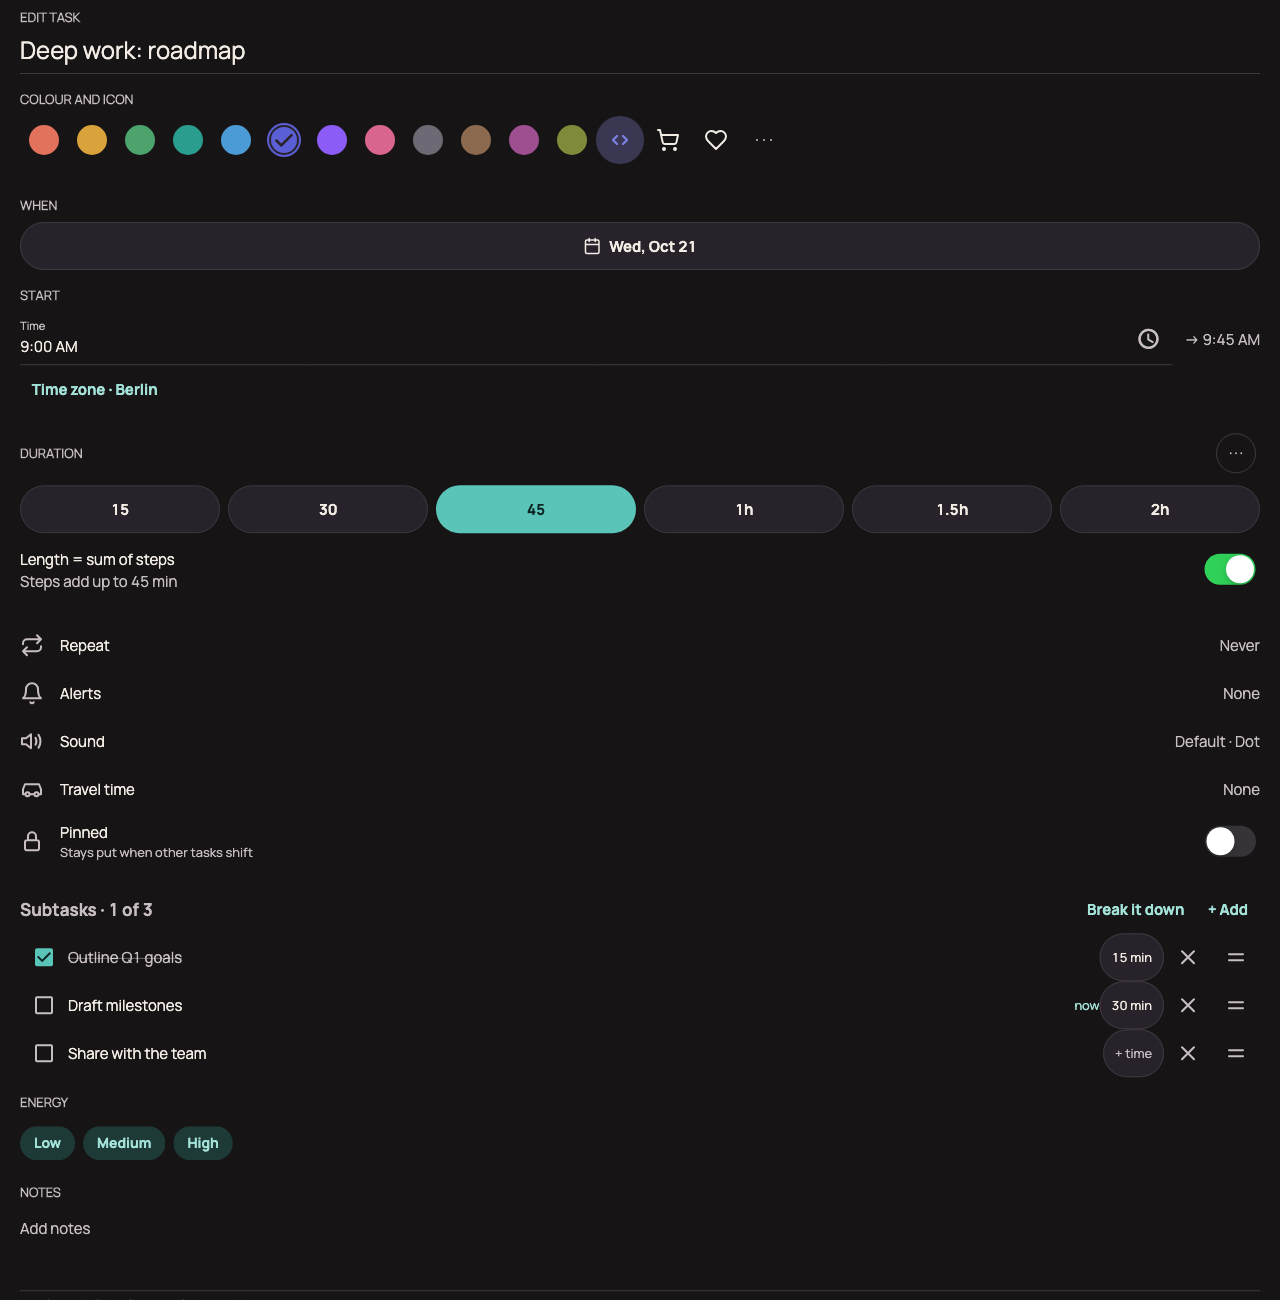 EDIT TASK
Deep work: roadmap
COLOUR AND ICON
WHEN
Wed, Oct 21
START
Time
9:00 AM
→ 9:45 AM
Time zone · Berlin
DURATION
15
30
45
1h
1.5h
2h
Length = sum of steps
Steps add up to 45 min
Repeat
Never
Alerts
None
Sound
Default · Dot
Travel time
None
Pinned
Stays put when other tasks shift
Subtasks · 1 of 3
Break it down
+ Add
Outline Q1 goals
15 min
Draft milestones
now
30 min
Share with the team
+ time
ENERGY
Low
Medium
High
NOTES
Add notes